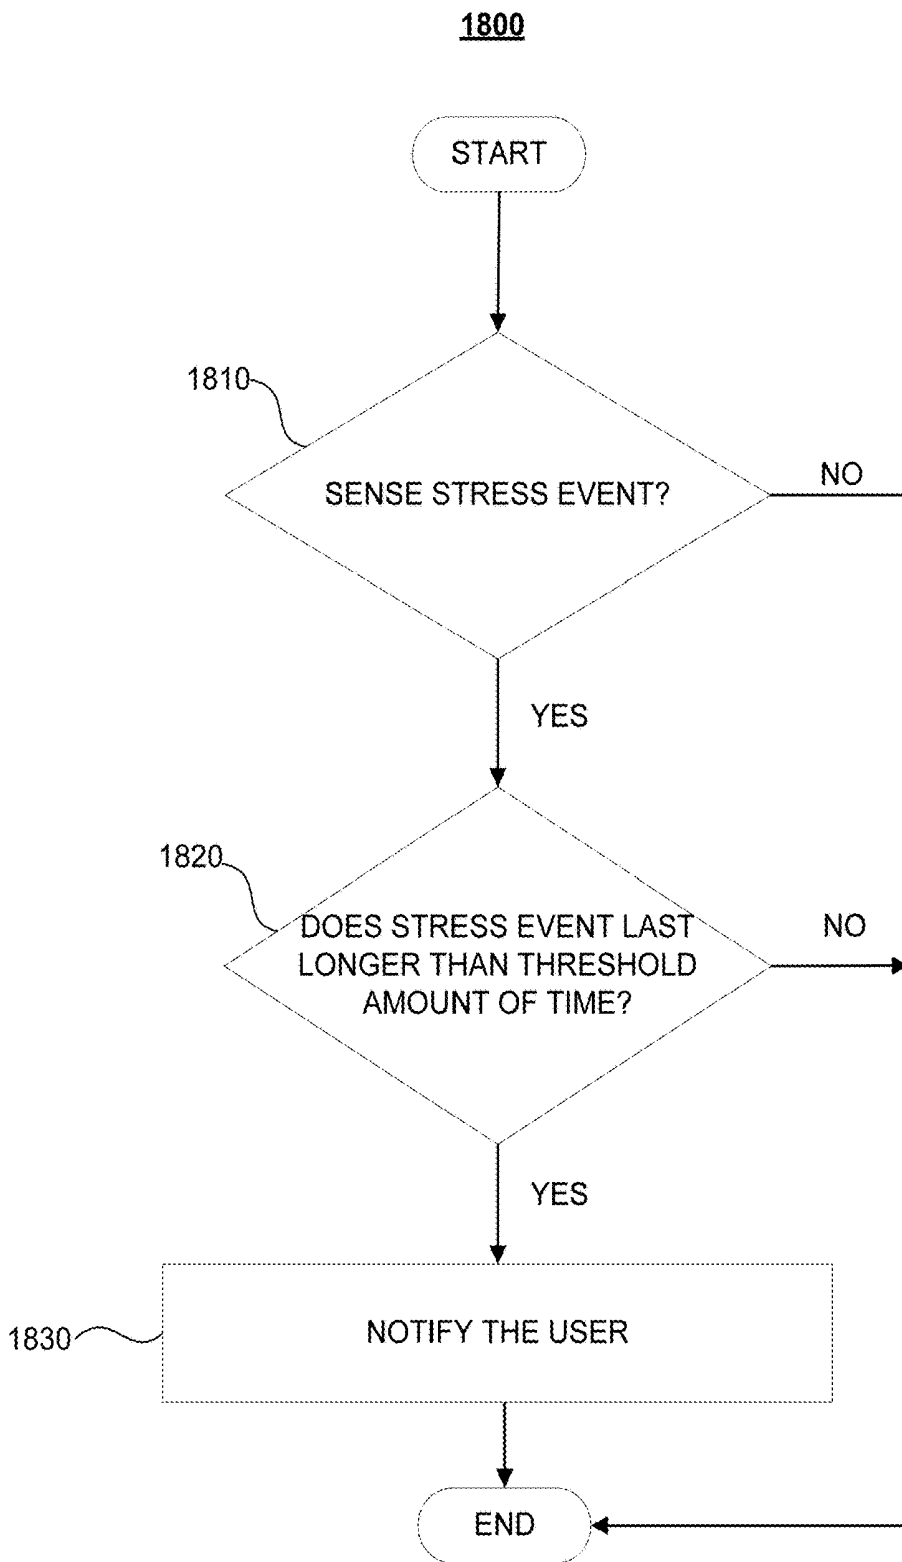 1800
START
1810
SENSE STRESS EVENT?
NO
YES
1820
DOES STRESS EVENT LAST
LONGER THAN THRESHOLD
AMOUNT OF TIME?
NO
YES
1830
NOTIFY THE USER
END